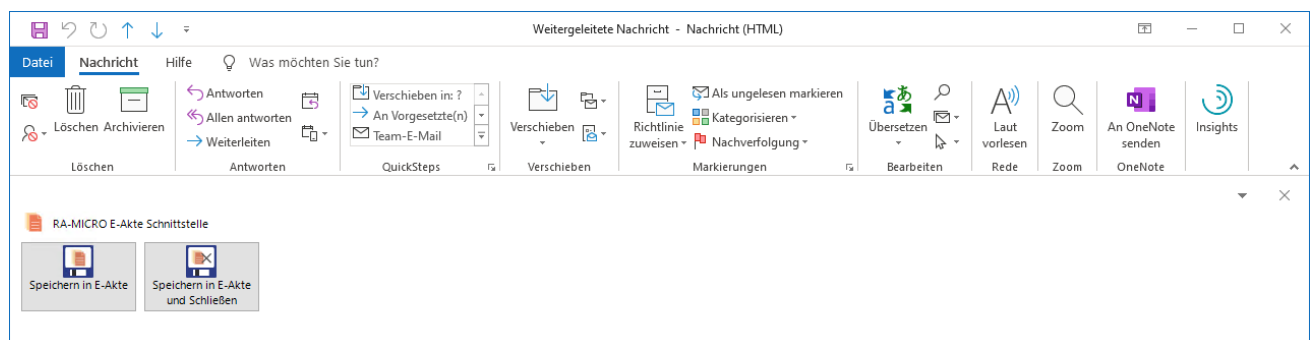 Weitergeleitete Nachricht - Nachricht (HTML)
Datei Nachricht Hilfe Was möchten Sie tun?
Löschen Archivieren
Löschen
Antworten
Allen antworten
Weiterleiten
Antworten
Verschieben in: ?
An Vorgesetzte(n)
Team-E-Mail
QuickSteps
Verschieben
Verschieben
Richtlinie
zuweisen
Als ungelesen markieren
Kategorisieren
Nachverfolgung
Markierungen
Übersetzen
Bearbeiten
Laut
vorlesen
Rede
Zoom
Zoom
An OneNote
senden
OneNote
Insights
RA-MICRO E-Akte Schnittstelle
Speichern in E-Akte
Speichern in E-Akte
und Schließen